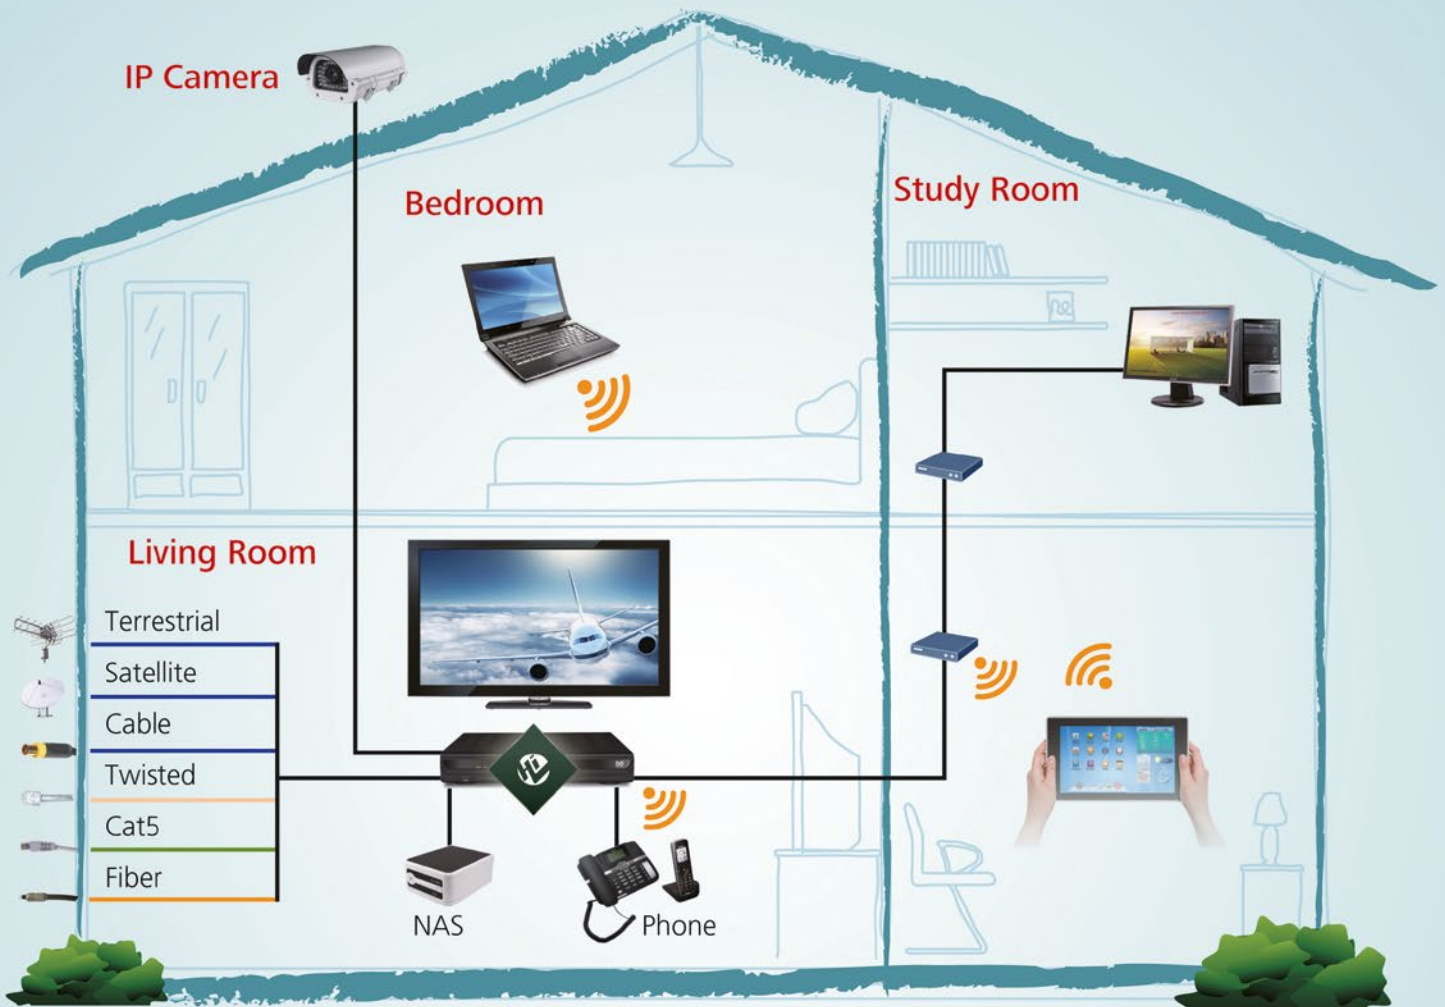 IP Camera
Bedroom
Study Room
Living Room
Terrestrial
Satellite
Cable
Twisted
Cat5
Fiber
NAS
Phone